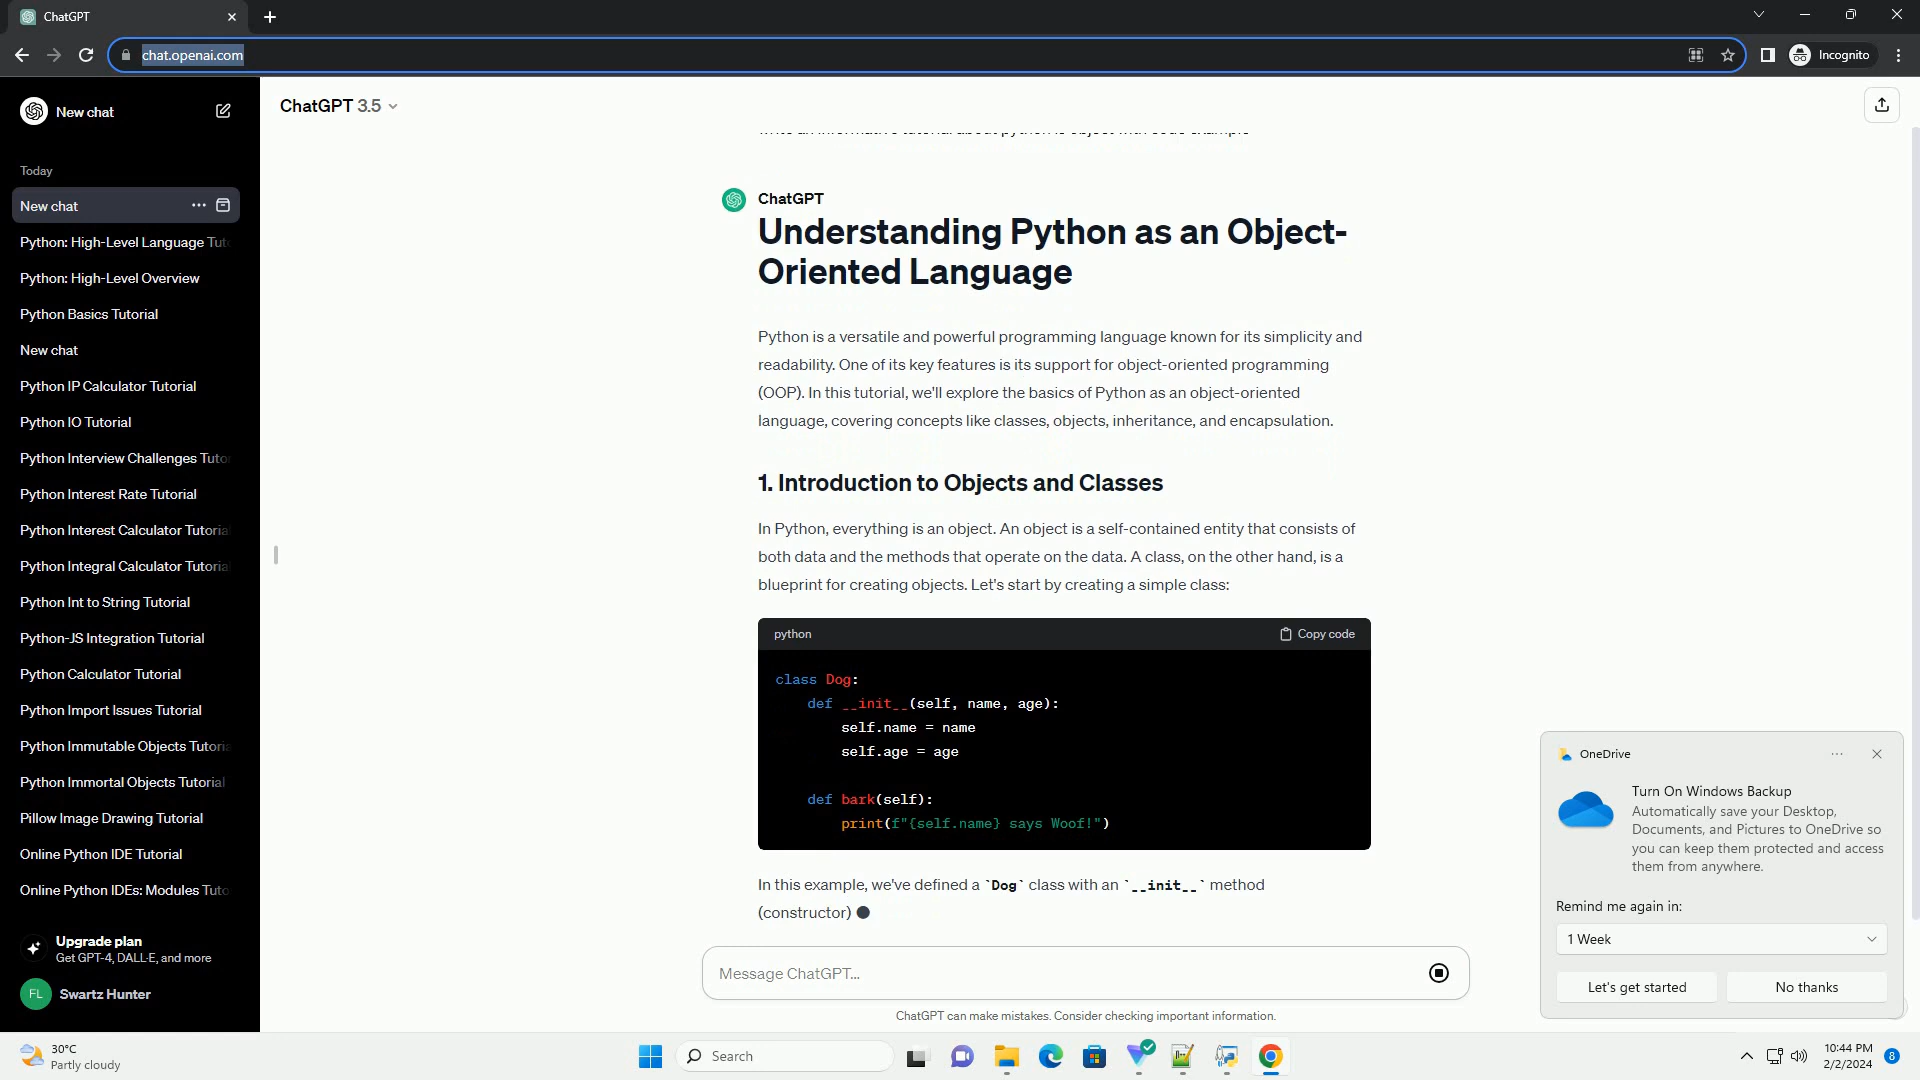 ChatGPT
chat.openai.com
Incognito
New chat
Today
New chat
Python: High-Level Language Tuto
Python: High-Level Overview
Python Basics Tutorial
New chat
Python IP Calculator Tutorial
Python IO Tutorial
Python Interview Challenges Tutor
Python Interest Rate Tutorial
Python Interest Calculator Tutorial
Python Integral Calculator Tutorial
Python Int to String Tutorial
Python-JS Integration Tutorial
Python Calculator Tutorial
Python Import Issues Tutorial
Python Immutable Objects Tutoria
Python Immortal Objects Tutorial
Pillow Image Drawing Tutorial
Online Python IDE Tutorial
Online Python IDEs: Modules Tuto
Upgrade plan
Get GPT-4, DALL·E, and more
FL
Swartz Hunter
ChatGPT 3.5
write an informative tutorial about python is object with code example
ChatGPT
Understanding Python as an Object-
Oriented Language
Python is a versatile and powerful programming language known for its simplicity and
readability. One of its key features is its support for object-oriented programming
(OOP). In this tutorial, we'll explore the basics of Python as an object-oriented
language, covering concepts like classes, objects, inheritance, and encapsulation.
1. Introduction to Objects and Classes
In Python, everything is an object. An object is a self-contained entity that consists of
both data and the methods that operate on the data. A class, on the other hand, is a
blueprint for creating objects. Let's start by creating a simple class:
python
Copy code
class Dog:
def __init__(self, name, age):
self.name = name
self.age = age
def bark(self):
print(f"{self.name} says Woof!")
In this example, we've defined a `Dog` class with an `__init__` method
(constructor)
Message ChatGPT...
ChatGPT can make mistakes. Consider checking important information.
OneDrive
Turn On Windows Backup
Automatically save your Desktop,
Documents, and Pictures to OneDrive so
you can keep them protected and access
them from anywhere.
Remind me again in:
1 Week
Let's get started
No thanks
30°C
Partly cloudy
Search
10:44 PM
2/2/2024
8